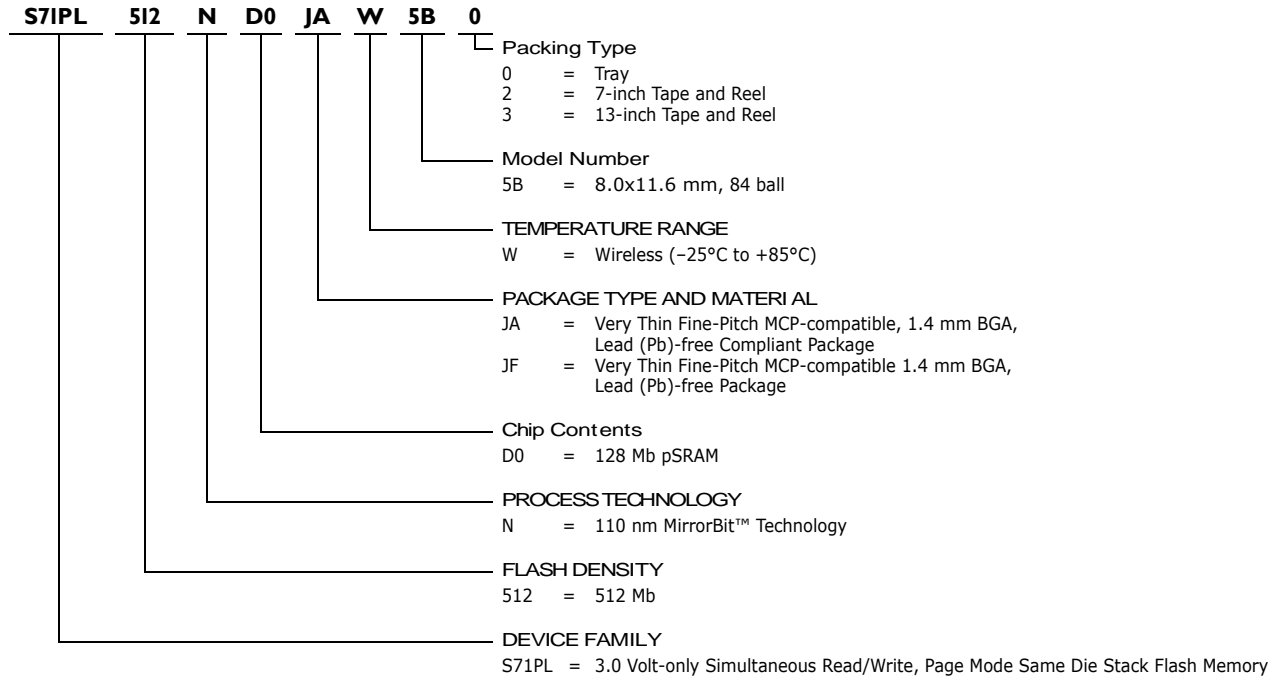 S71PL 512 N D0 JA W 5B 0
Packing Type
0 = Tray
2 = 7-inch Tape and Reel
3 = 13-inch Tape and Reel
Model Number
5B = 8.0x11.6 mm, 84 ball
TEMPERATURE RANGE
W = Wireless (–25°C to +85°C)
PACKAGE TYPE AND MATERIAL
JA = Very Thin Fine-Pitch MCP-compatible, 1.4 mm BGA,
Lead (Pb)-free Compliant Package
JF = Very Thin Fine-Pitch MCP-compatible 1.4 mm BGA,
Lead (Pb)-free Package
Chip Contents
D0 = 128 Mb pSRAM
PROCESS TECHNOLOGY
N = 110 nm MirrorBit™ Technology
FLASH DENSITY
512 = 512 Mb
DEVICE FAMILY
S71PL = 3.0 Volt-only Simultaneous Read/Write, Page Mode Same Die Stack Flash Memory